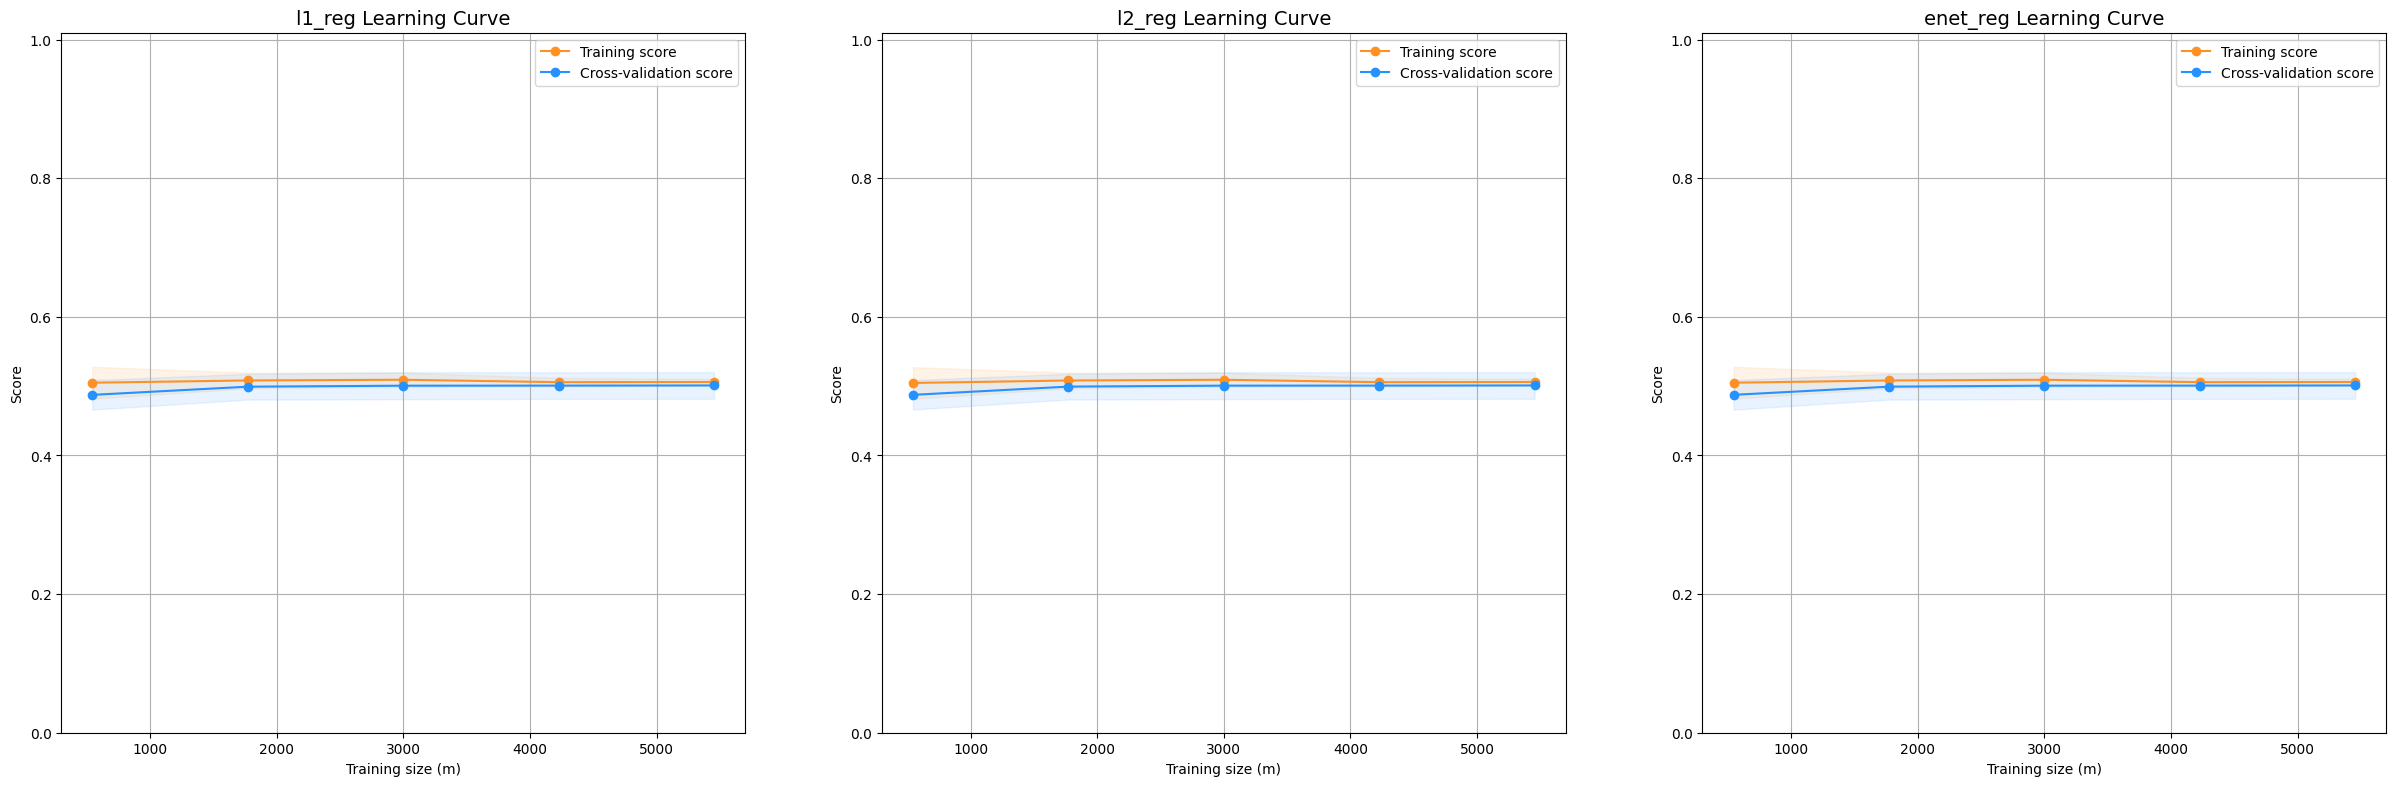 l1_reg Learning Curve
1.0
0.8
0.6
0.4
0.2
0.0
Score
Training score
Cross-validation score
1000 2000 3000 4000 5000
Training size (m)
l2_reg Learning Curve
1.0
0.8
0.6
0.4
0.2
0.0
Score
Training score
Cross-validation score
1000 2000 3000 4000 5000
Training size (m)
enet_reg Learning Curve
1.0
0.8
0.6
0.4
0.2
0.0
Score
Training score
Cross-validation score
1000 2000 3000 4000 5000
Training size (m)